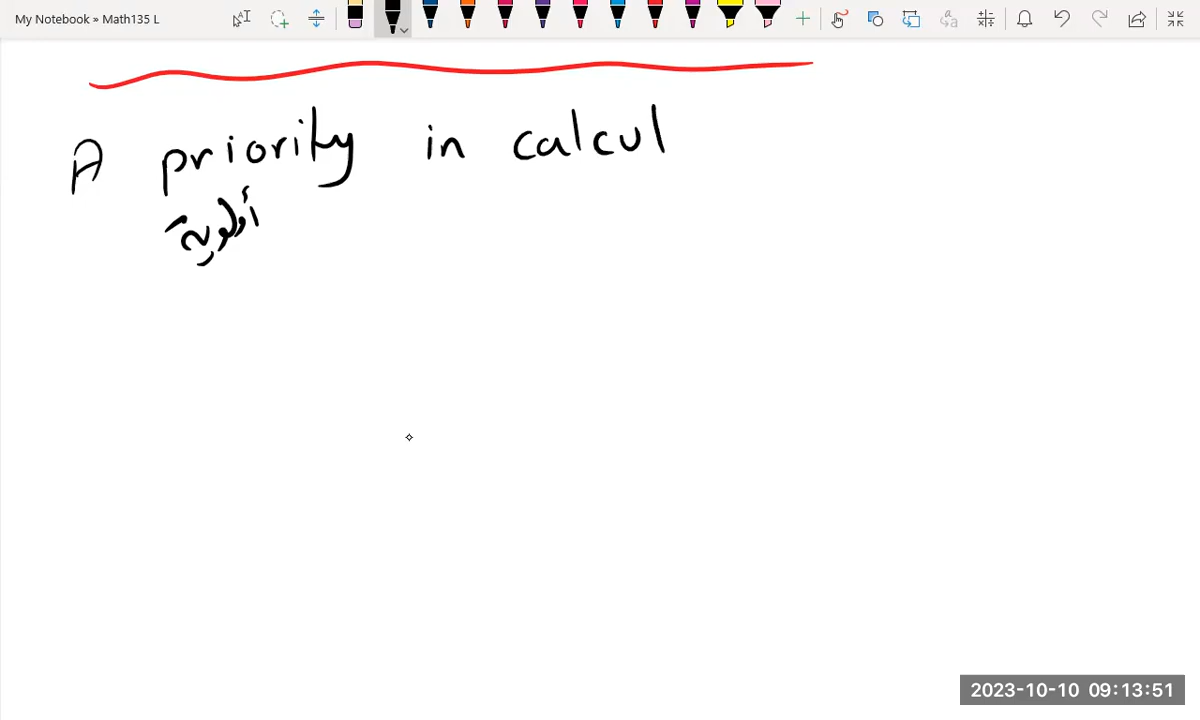 My Notebook » Math135 L
A priority in calcul
أولوية
2023-10-10 09:13:51